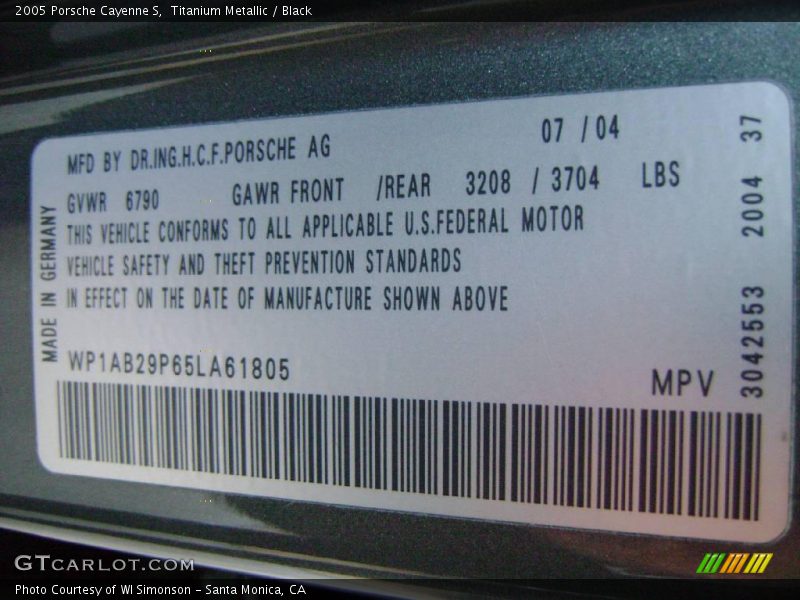 2005 Porsche Cayenne S,  Titanium Metallic / Black
MFD BY DR.ING.H.C.F.PORSCHE AG 07 / 04
GVWR 6790 GAWR FRONT /REAR 3208 / 3704 LBS
THIS VEHICLE CONFORMS TO ALL APPLICABLE U.S.FEDERAL MOTOR
VEHICLE SAFETY AND THEFT PREVENTION STANDARDS
IN EFFECT ON THE DATE OF MANUFACTURE SHOWN ABOVE
WP1AB29P65LA61805
MPV
MADE IN GERMANY
3042553 2004 37
GTCARLOT.COM
Photo Courtesy of WI Simonson - Santa Monica, CA